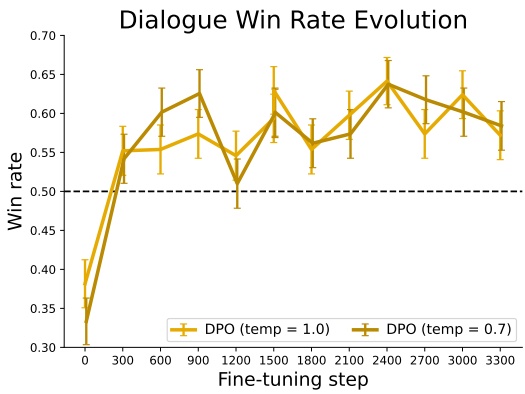 Dialogue Win Rate Evolution
Win rate
0.70
0.65
0.60
0.55
0.50
0.45
0.40
0.35
0.30
DPO (temp = 1.0)
DPO (temp = 0.7)
0 300 600 900 1200 1500 1800 2100 2400 2700 3000 3300
Fine-tuning step